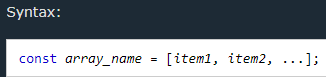 Syntax:
const array_name = [item1, item2, ...];